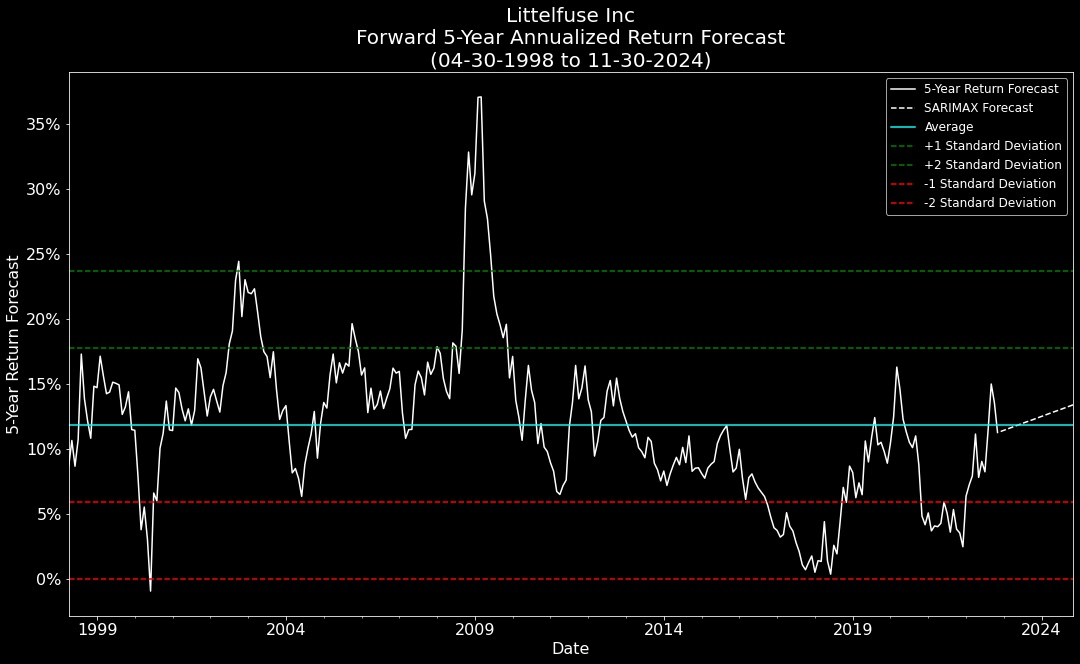 Littelfuse Inc
Forward 5-Year Annualized Return Forecast
(04-30-1998 to 11-30-2024)
5-Year Return Forecast
SARIMAX Forecast
Average
+1 Standard Deviation
+2 Standard Deviation
-1 Standard Deviation
-2 Standard Deviation
35%
30%
25%
20%
15%
10%
5%
0%
5-Year Return Forecast
1999 2004 2009 2014 2019 2024
Date